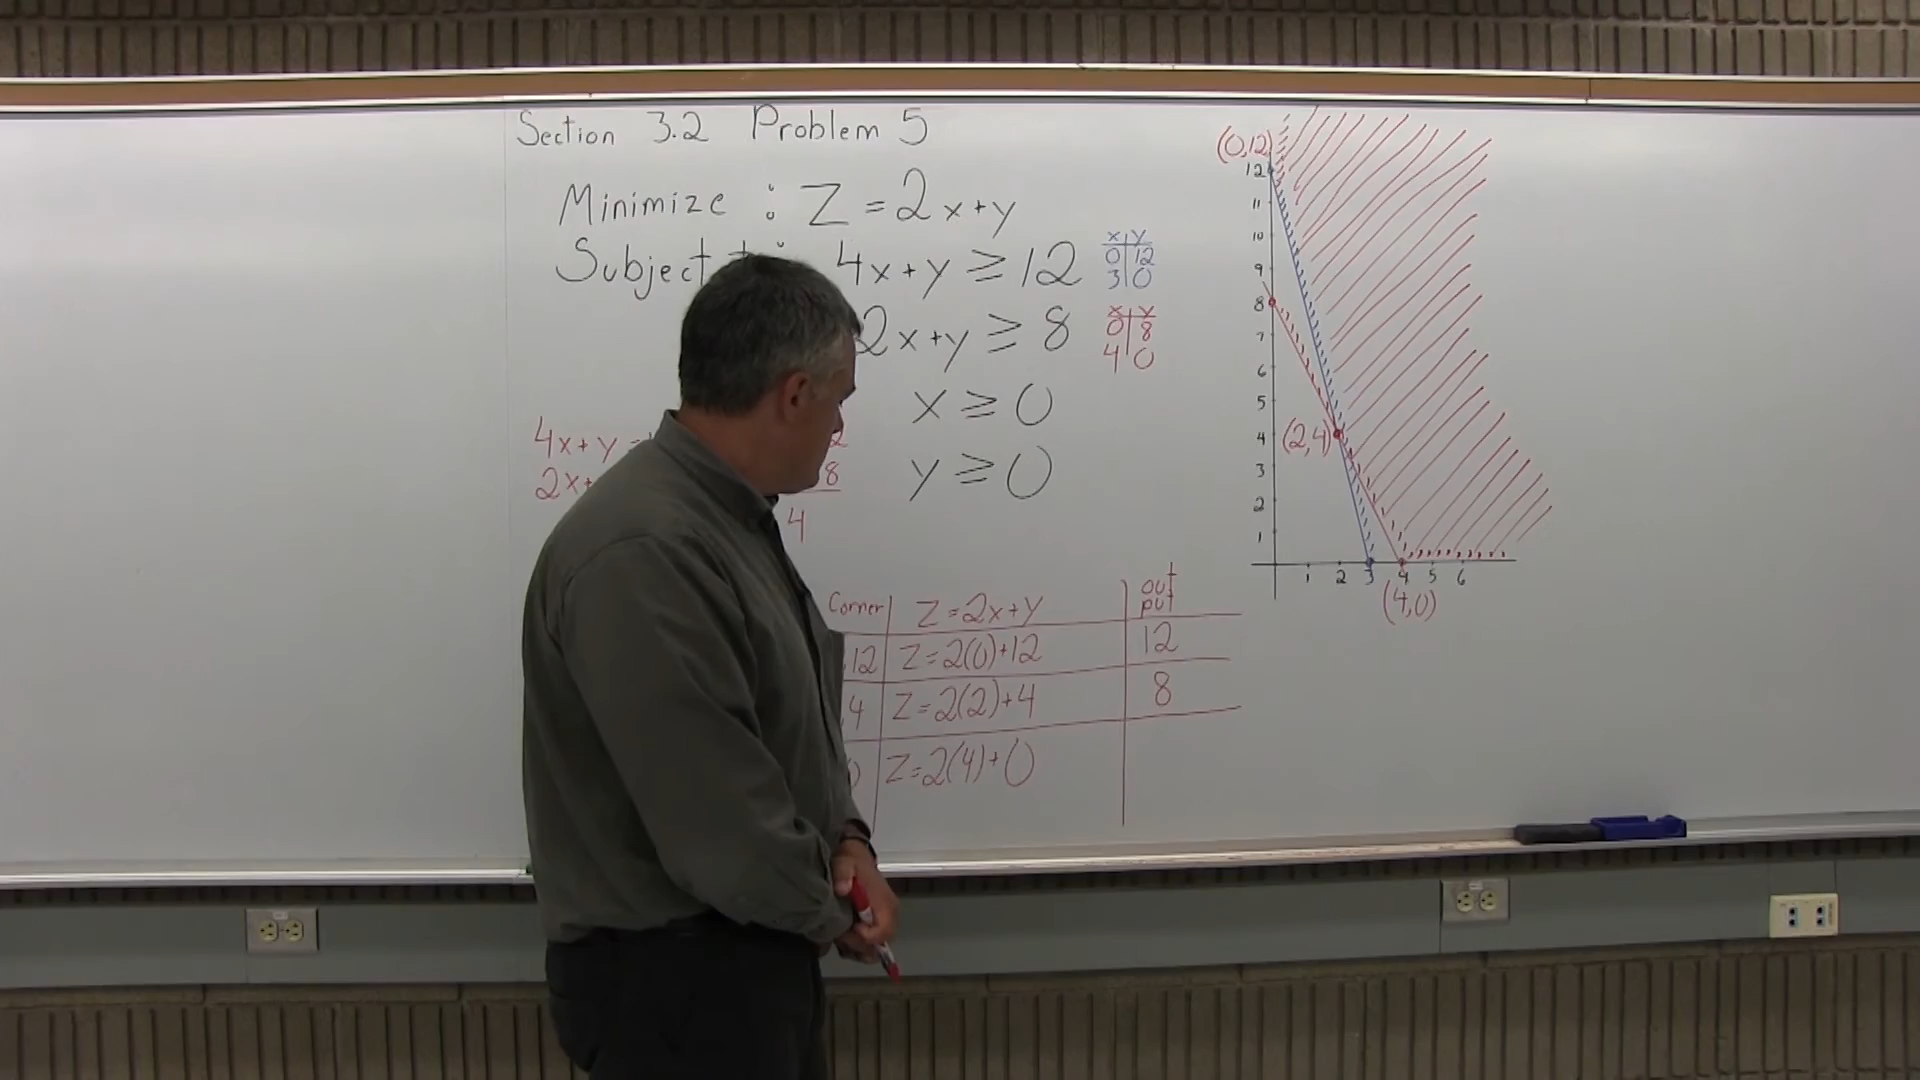 Section 3.2 Problem 5
Minimize : Z = 2x+y
Subject 4x+y ≥ 12
2x+y ≥ 8
x ≥ 0
y ≥ 0
x y
0 12
3 0
x y
0 8
4 0
4x+y =
2x+
8
4
Corner Z=2x+y out put
,12 Z=2(0)+12 12
,4 Z=2(2)+4 8
Z=2(4)+0
(0,12)
12
11
10
9
8
7
6
5
4
3
2
1
(2,4)
1 2 3 4 5 6
(4,0)